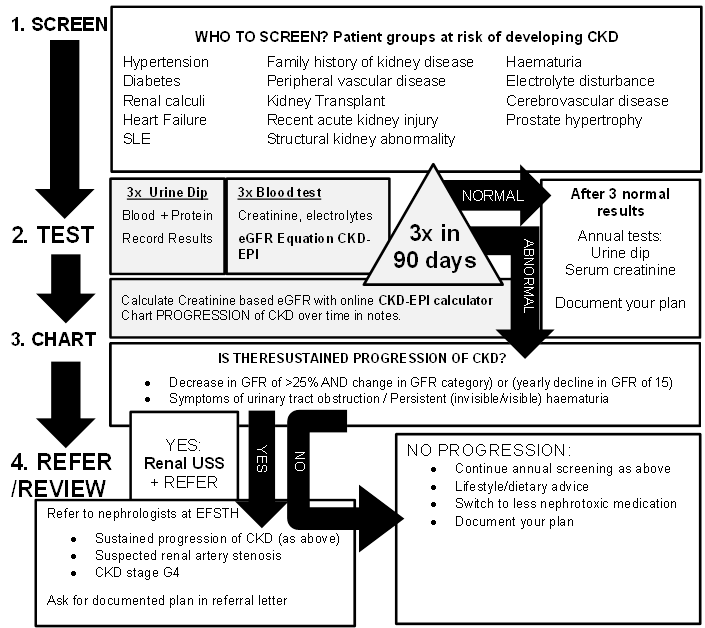 1. SCREEN
WHO TO SCREEN? Patient groups at risk of developing CKD
Hypertension
Diabetes
Renal calculi
Heart Failure
SLE
Family history of kidney disease
Peripheral vascular disease
Kidney Transplant
Recent acute kidney injury
Structural kidney abnormality
Haematuria
Electrolyte disturbance
Cerebrovascular disease
Prostate hypertrophy
2. TEST
3x Urine Dip
Blood + Protein
Record Results
3x Blood test
Creatinine, electrolytes
eGFR Equation CKD-
EPI
3x in
90 days
NORMAL
ABNORMAL
After 3 normal
results
Annual tests:
Urine dip
Serum creatinine
Document your plan
3. CHART
Calculate Creatinine based eGFR with online CKD-EPI calculator
Chart PROGRESSION of CKD over time in notes.
IS THERESUSTAINED PROGRESSION OF CKD?
• Decrease in GFR of >25% AND change in GFR category) or (yearly decline in GFR of 15)
• Symptoms of urinary tract obstruction / Persistent (invisible/visible) haematuria
4. REFER
/REVIEW
YES:
Renal USS
+ REFER
YES
NO
Refer to nephrologists at EFSTH
• Sustained progression of CKD (as above)
• Suspected renal artery stenosis
• CKD stage G4
Ask for documented plan in referral letter
NO PROGRESSION:
• Continue annual screening as above
• Lifestyle/dietary advice
• Switch to less nephrotoxic medication
• Document your plan